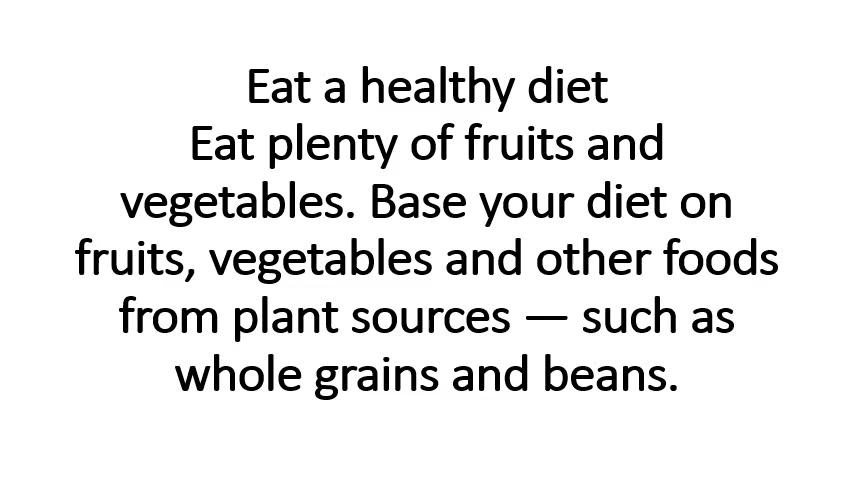 Eat a healthy diet
Eat plenty of fruits and
vegetables. Base your diet on
fruits, vegetables and other foods
from plant sources — such as
whole grains and beans.